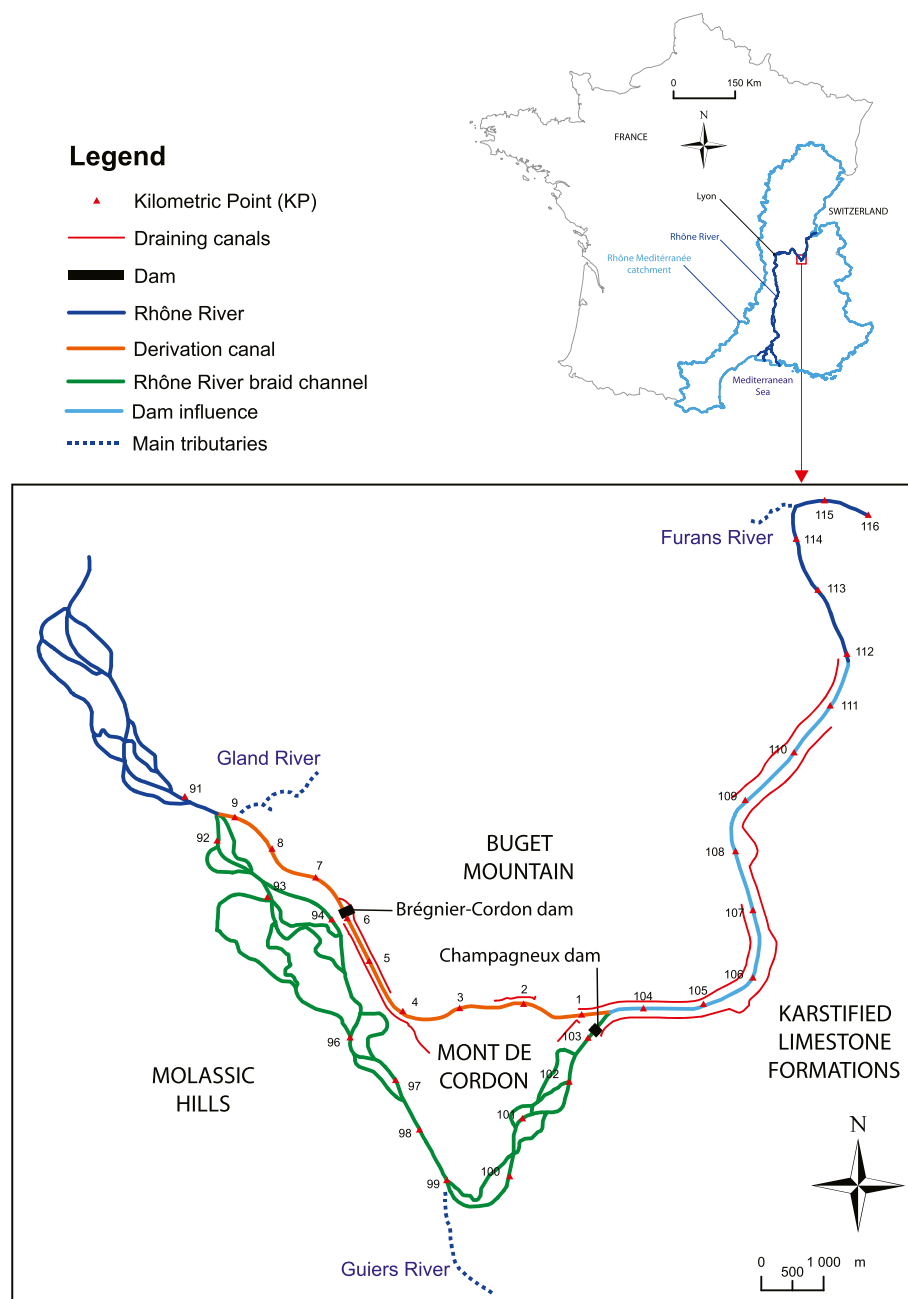 0 150 Km
N
FRANCE
Lyon
SWITZERLAND
Rhône River
Rhône Meditérranée
catchment
Mediterranean
Sea
Legend
Kilometric Point (KP)
Draining canals
Dam
Rhône River
Derivation canal
Rhône River braid channel
Dam influence
Main tributaries
115
116
Furans River
114
113
112
111
110
109
108
107
106
105
104
Gland River
91
9
92
8
7
93
94
6
5
4
3
2
1
103
BUGET
MOUNTAIN
Brégnier-Cordon dam
Champagneux dam
KARSTIFIED
LIMESTONE
FORMATIONS
MONT DE
CORDON
MOLASSIC
HILLS
96
97
98
99
100
101
102
Guiers River
N
0 1 000 m
500